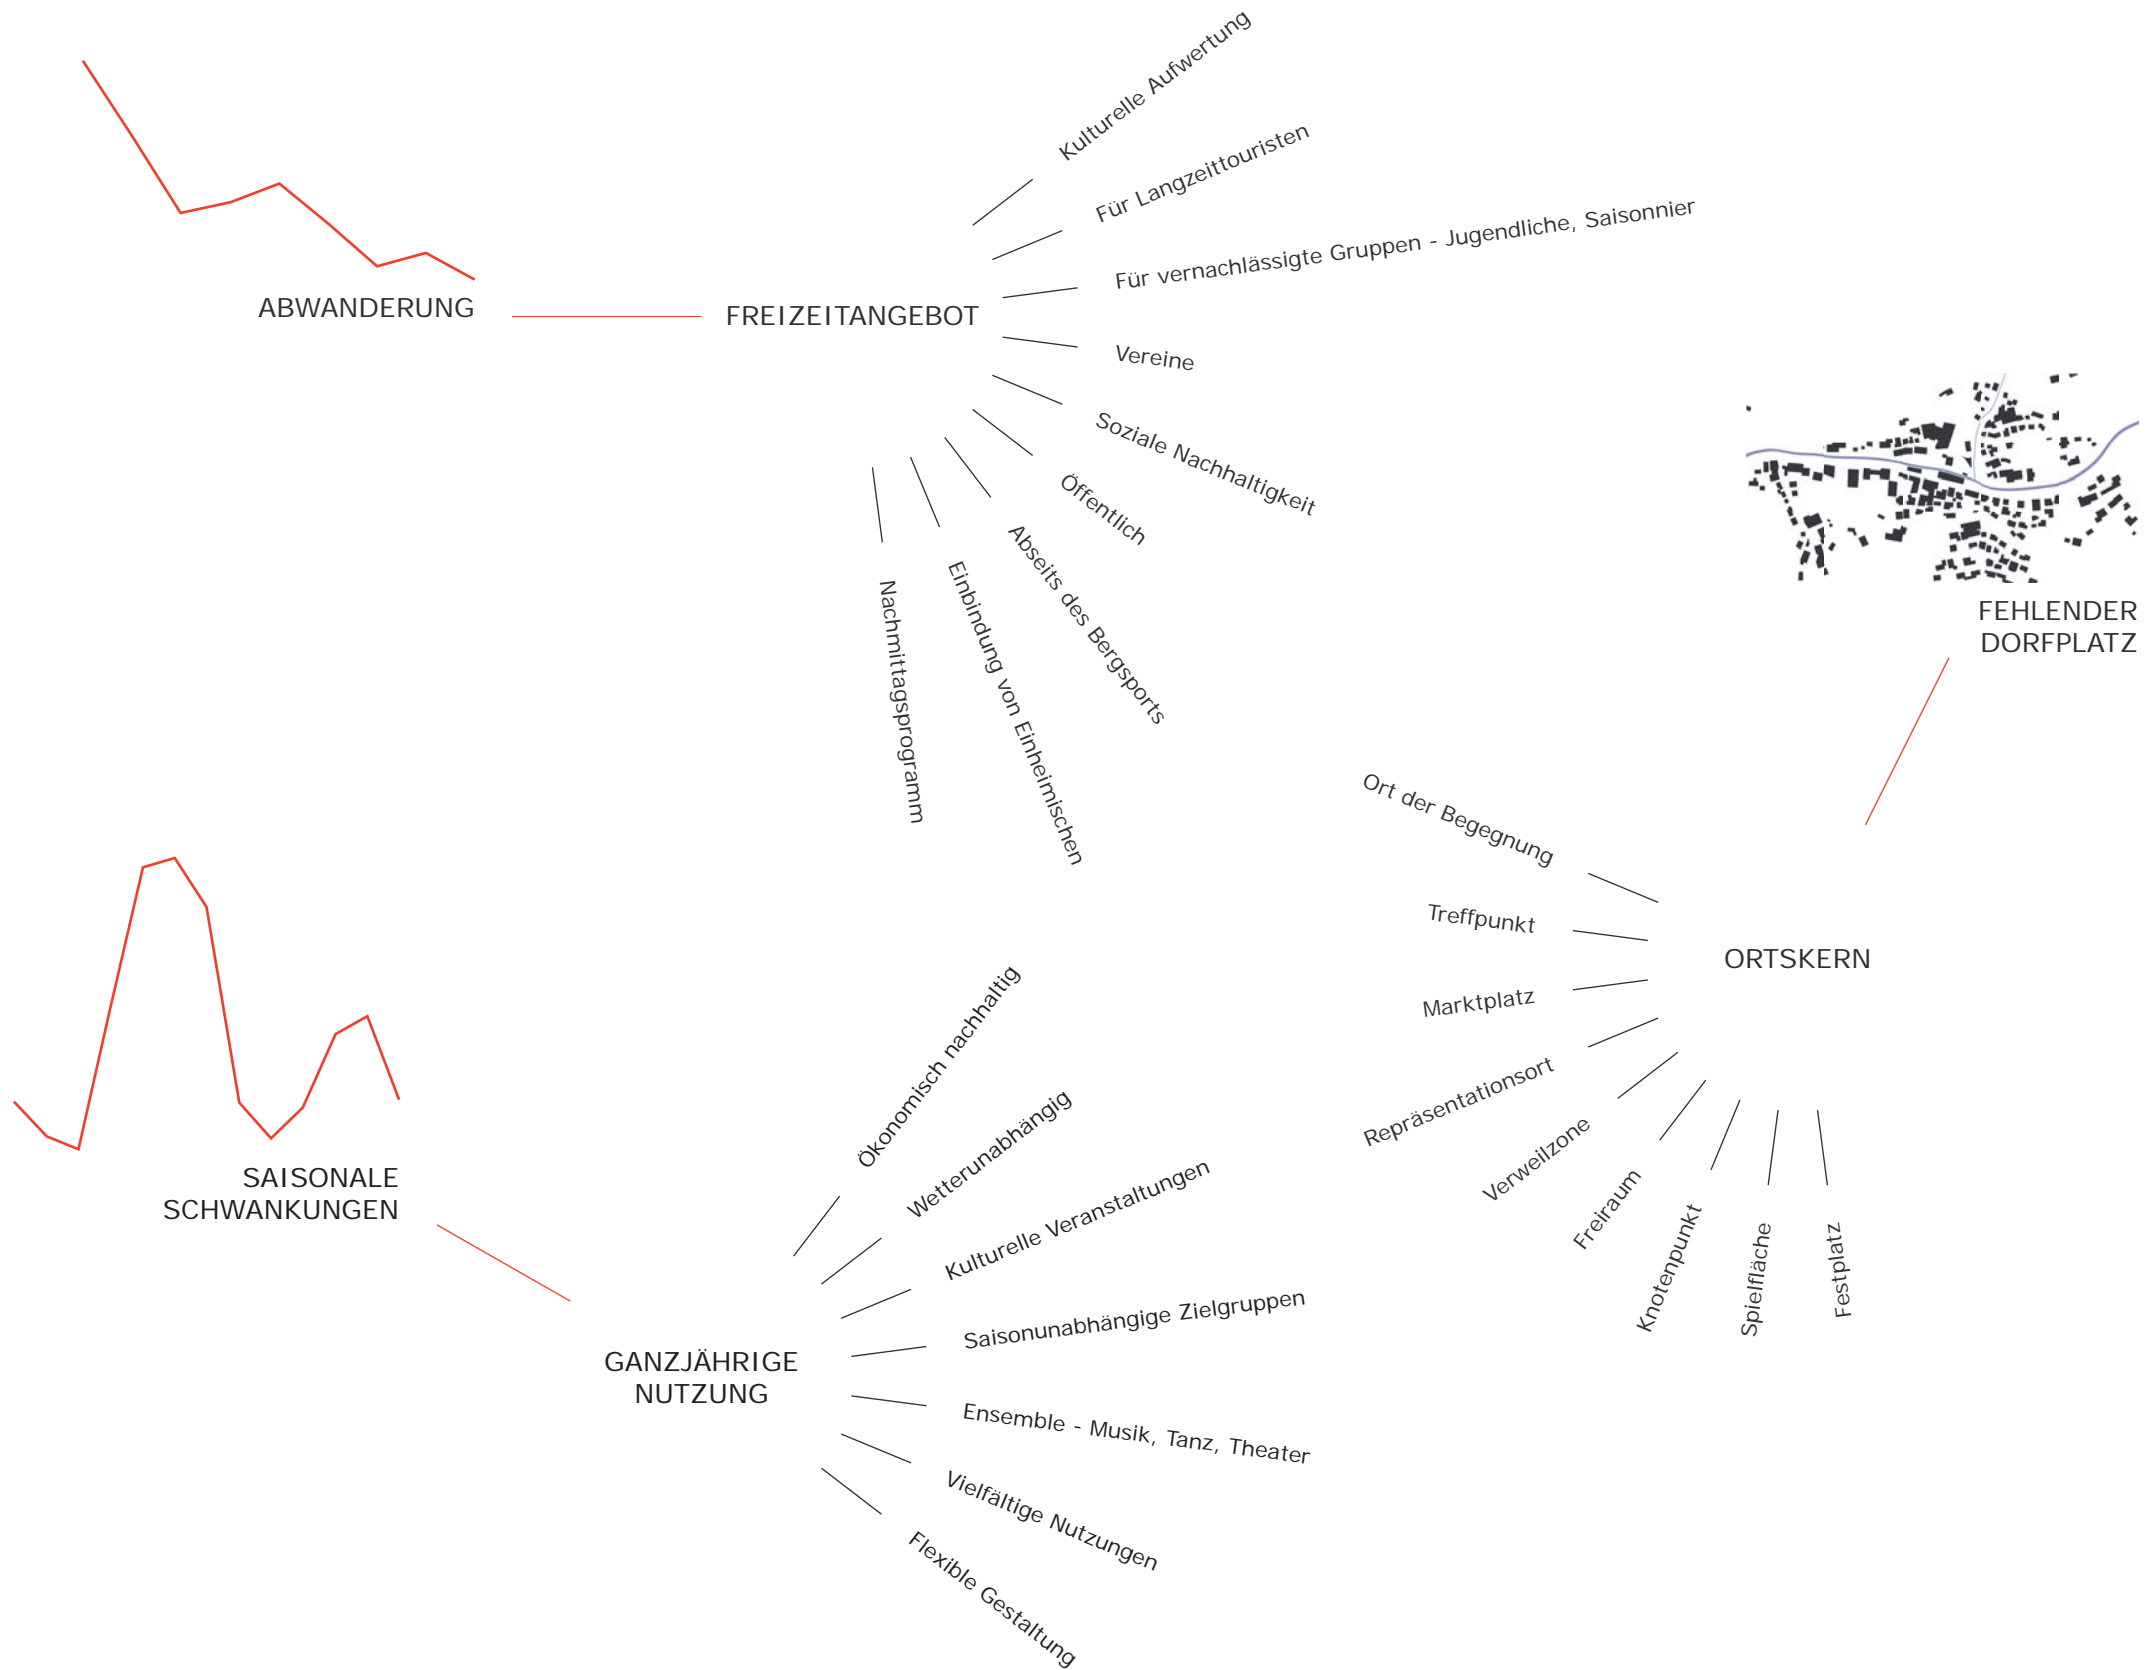 Kulturelle Aufwertung
Für Langzeittouristen
Für vernachlässigte Gruppen - Jugendliche, Saisonnier
ABWANDERUNG
FREIZEITANGEBOT
Vereine
Soziale Nachhaltigkeit
Öffentlich
Abseits des Bergsports
Einbindung von Einheimischen
Nachmittagsprogramm
FEHLENDER
DORFPLATZ
Ort der Begegnung
Treffpunkt
ORTSKERN
Marktplatz
Repräsentationsort
Verweilzone
Freiraum
Knotenpunkt
Spielfläche
Festplatz
SAISONALE
SCHWANKUNGEN
Ökonomisch nachhaltig
Wetterunabhängig
Kulturelle Veranstaltungen
Saisonunabhängige Zielgruppen
GANZJÄHRIGE
NUTZUNG
Ensemble - Musik, Tanz, Theater
Vielfältige Nutzungen
Flexible Gestaltung